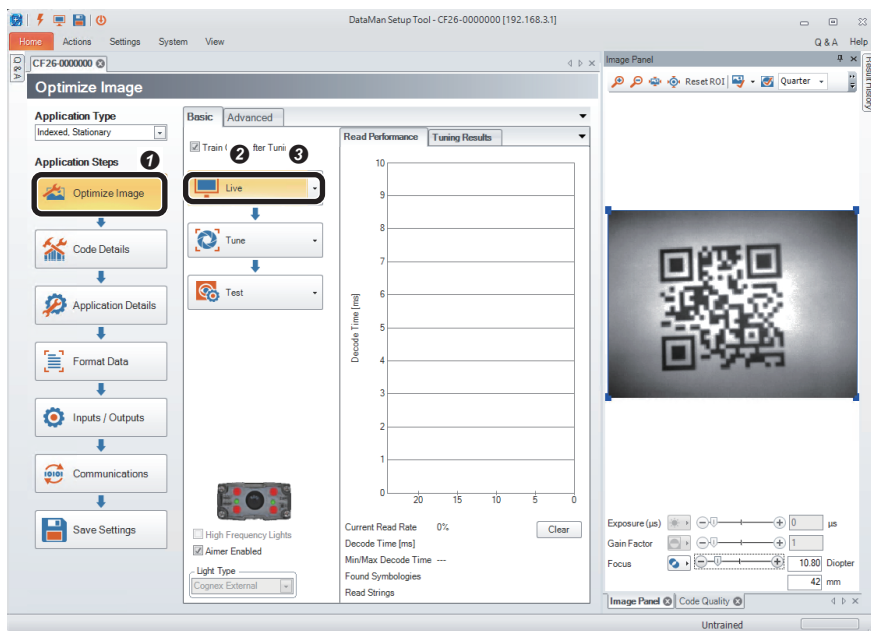 DataMan Setup Tool - CF26-0000000 [192.168.3.1]
Home Actions Settings System View
Q & A Help
Q & A
CF26-0000000
Optimize Image
Application Type
Indexed, Stationary
Application Steps
1
Optimize Image
Code Details
Application Details
Format Data
Inputs / Outputs
Communications
Save Settings
Basic Advanced
Train fter Tuni
2 3
Live
Tune
Test
High Frequency Lights
Aimer Enabled
Light Type
Cognex External
Read Performance Tuning Results
Decode Time [ms]
10
9
8
7
6
5
4
3
2
1
0
20 15 10 5 0
Current Read Rate 0%
Clear
Decode Time [ms]
Min/Max Decode Time ---
Found Symbologies
Read Strings
Image Panel
Reset ROI Quarter
Result History
Exposure (µs) 0 µs
Gain Factor 1
Focus 10.80 Diopter
42 mm
Image Panel Code Quality
Untrained